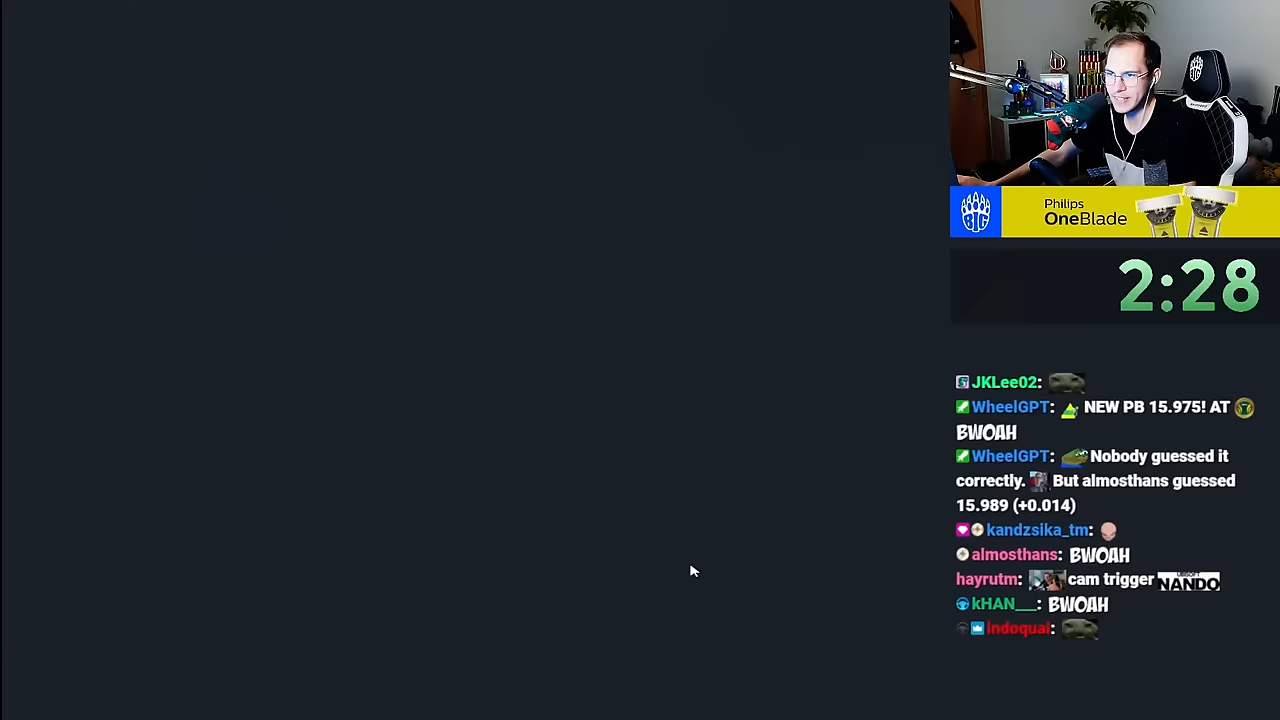 BIG
Philips
OneBlade
2:28
JKLee02:
WheelGPT: NEW PB 15.975! AT
BWOAH
WheelGPT: Nobody guessed it
correctly. But almosthans guessed
15.989 (+0.014)
kandzsika_tm:
almosthans: BWOAH
hayrutm: cam trigger NANDO
kHAN___: BWOAH
indoquai: